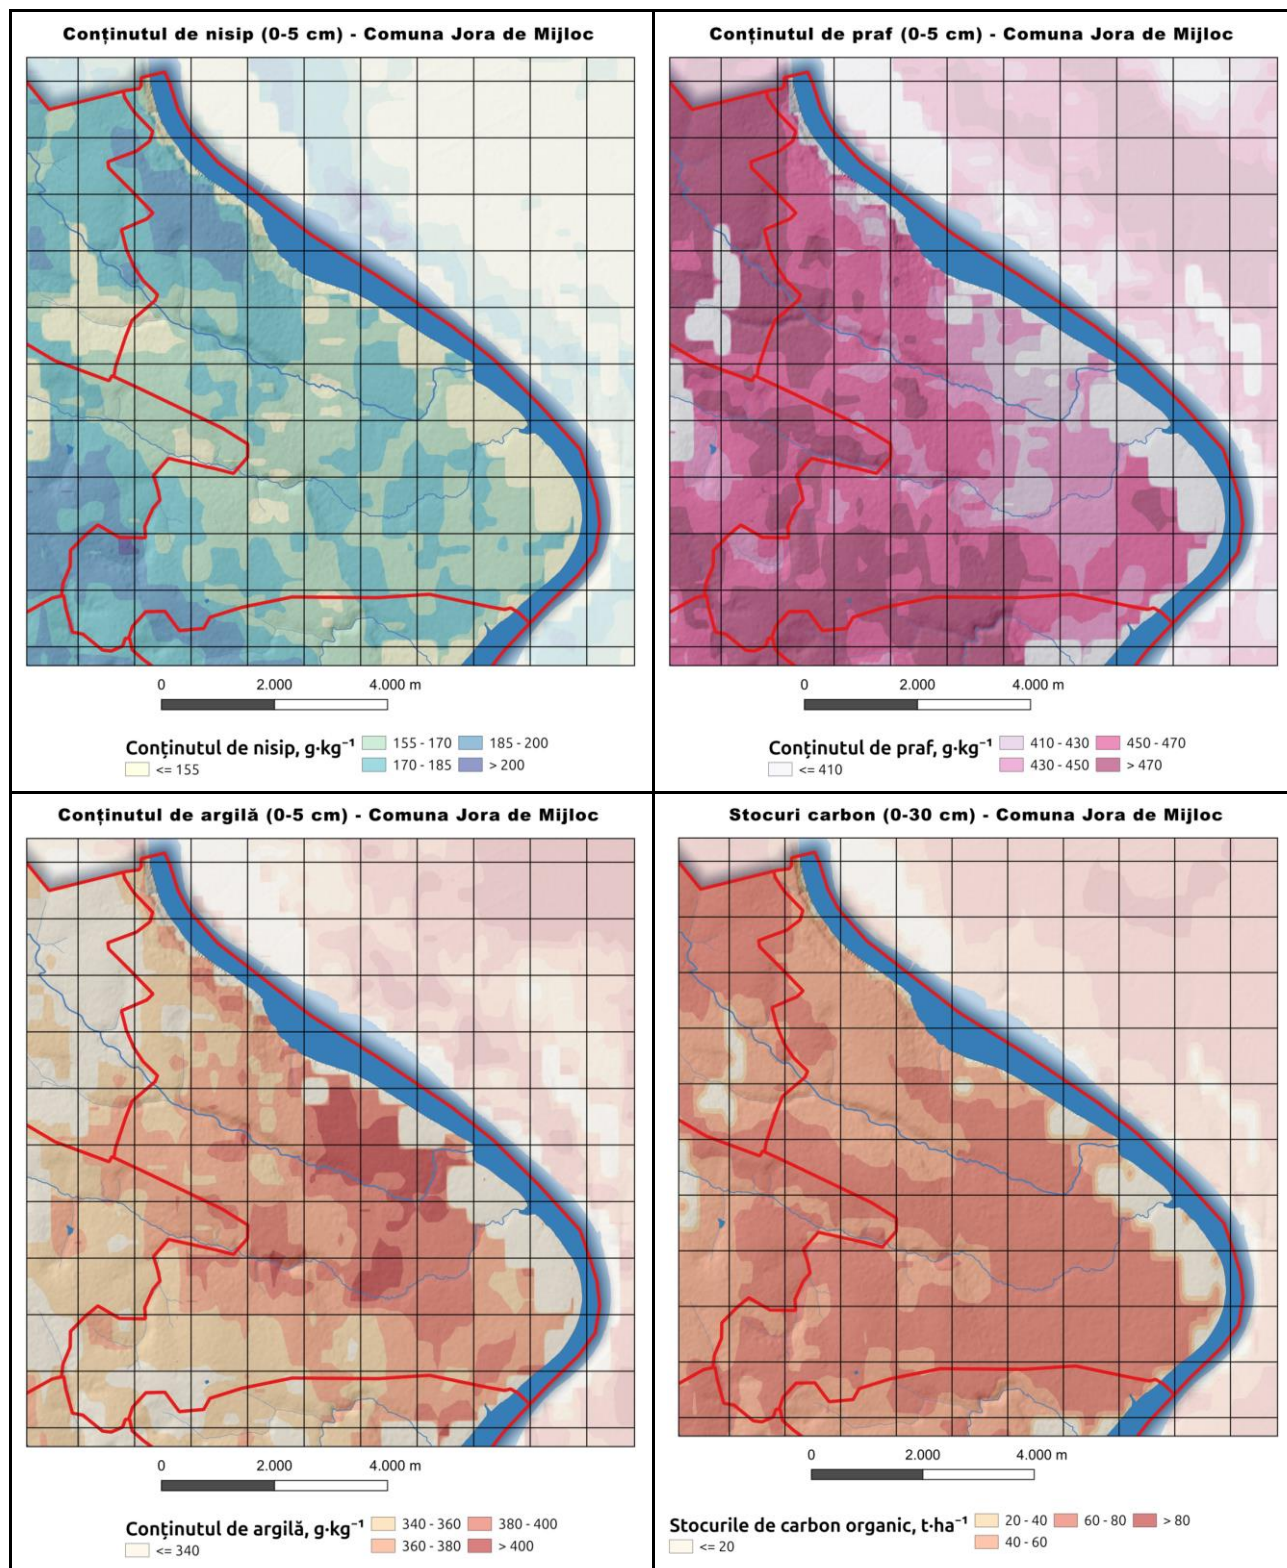 Conținutul de nisip (0-5 cm) - Comuna Jora de Mijloc
0 2.000 4.000 m
Conținutul de nisip, g·kg⁻¹
<= 155
155 - 170
170 - 185
185 - 200
> 200
Conținutul de praf (0-5 cm) - Comuna Jora de Mijloc
0 2.000 4.000 m
Conținutul de praf, g·kg⁻¹
<= 410
410 - 430
430 - 450
450 - 470
> 470
Conținutul de argilă (0-5 cm) - Comuna Jora de Mijloc
0 2.000 4.000 m
Conținutul de argilă, g·kg⁻¹
<= 340
340 - 360
360 - 380
380 - 400
> 400
Stocuri carbon (0-30 cm) - Comuna Jora de Mijloc
0 2.000 4.000 m
Stocurile de carbon organic, t·ha⁻¹
<= 20
20 - 40
40 - 60
60 - 80
> 80